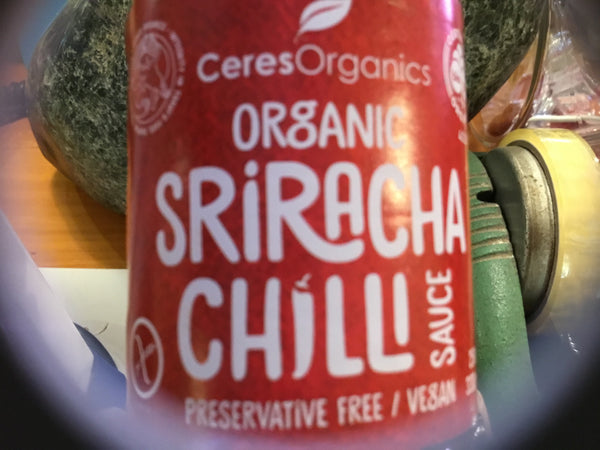 CeresOrganics
ORGANIC
SRiRACHA
CHiLLI
SAUCE
PRESERVATiVE FREE / VEGAN